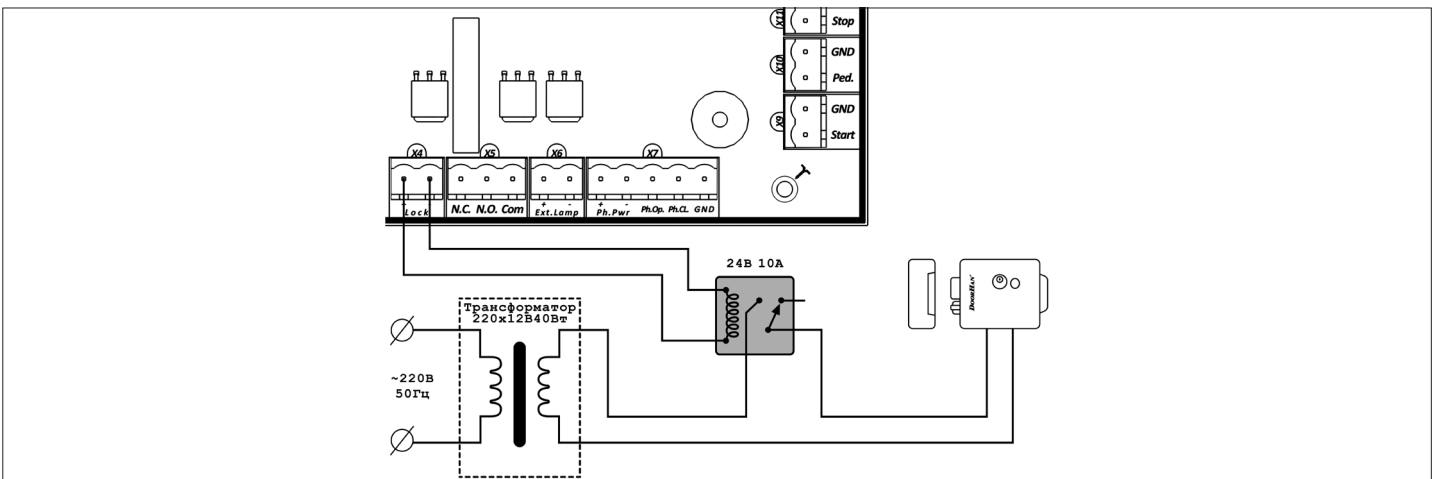 X11
Stop
X10
GND
Ped.
X9
GND
Start
X4
X5
X6
X7
-
Lock
N.C. N.O. Com
+ -
Ext.Lamp
+ -
Ph.Pwr
Ph.Op. Ph.CL. GND
24В 10А
DOORHAN
Трансформатор
220х12В40Вт
~220В
50Гц